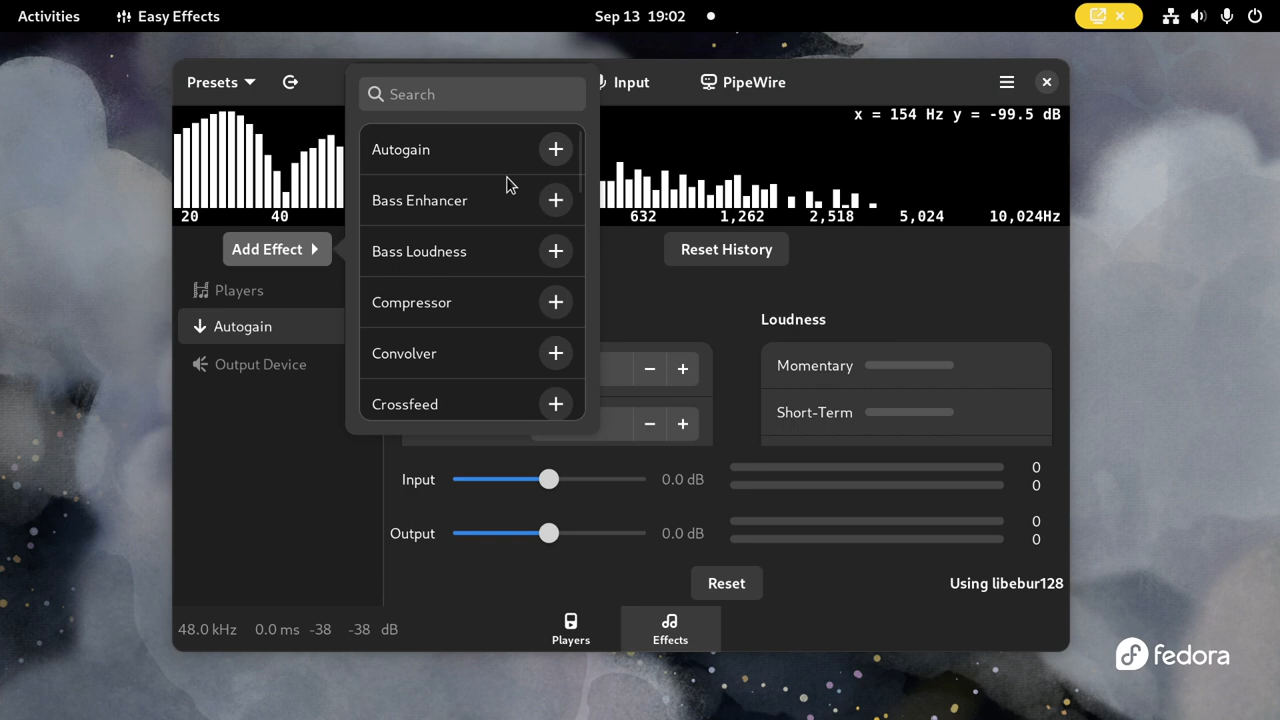 Activities
Easy Effects
Sep 13 19:02
Presets
Input
PipeWire
Search
x = 154 Hz y = -99.5 dB
Autogain
Bass Enhancer
Bass Loudness
Compressor
Convolver
Crossfeed
20 40 632 1,262 2,518 5,024 10,024Hz
Add Effect
Reset History
Players
Autogain
Output Device
Loudness
Momentary
Short-Term
Input 0.0 dB 0
0
Output 0.0 dB 0
0
Reset
Using libebur128
48.0 kHz 0.0 ms -38 -38 dB
Players
Effects
fedora